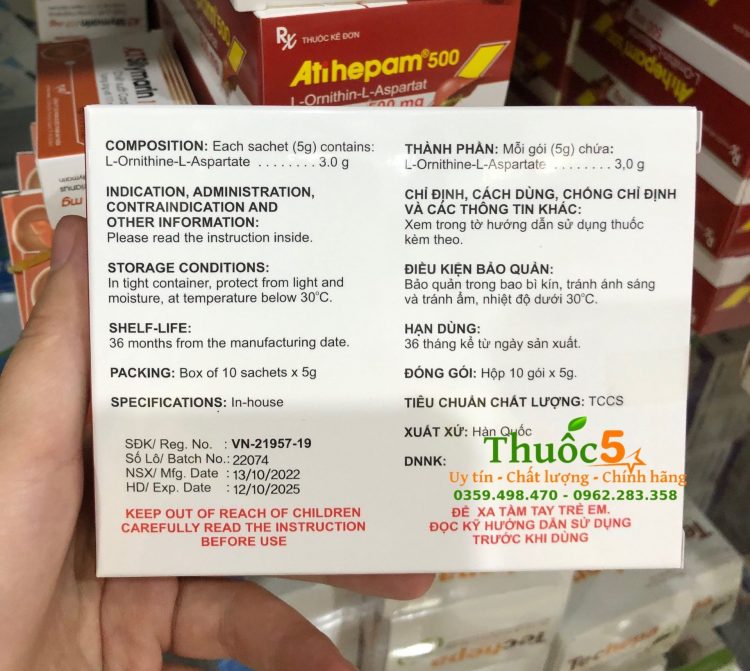 Rx THUỐC KÊ ĐƠN
Atihepam® 500
L-Ornithin-L-Aspartat
500 mg
COMPOSITION: Each sachet (5g) contains:
L-Ornithine-L-Aspartate . . . . . . . . 3.0 g
INDICATION, ADMINISTRATION,
CONTRAINDICATION AND
OTHER INFORMATION:
Please read the instruction inside.
STORAGE CONDITIONS:
In tight container, protect from light and
moisture, at temperature below 30°C.
SHELF-LIFE:
36 months from the manufacturing date.
PACKING: Box of 10 sachets x 5g
SPECIFICATIONS: In-house
SĐK/ Reg. No. : VN-21957-19
Số Lô/ Batch No.: 22074
NSX/ Mfg. Date : 13/10/2022
HD/ Exp. Date : 12/10/2025
KEEP OUT OF REACH OF CHILDREN
CAREFULLY READ THE INSTRUCTION
BEFORE USE
THÀNH PHẦN: Mỗi gói (5g) chứa:
L-Ornithine-L-Aspartate . . . . . . . . 3,0 g
CHỈ ĐỊNH, CÁCH DÙNG, CHỐNG CHỈ ĐỊNH
VÀ CÁC THÔNG TIN KHÁC:
Xem trong tờ hướng dẫn sử dụng thuốc
kèm theo.
ĐIỀU KIỆN BẢO QUẢN:
Bảo quản trong bao bì kín, tránh ánh sáng
và tránh ẩm, nhiệt độ dưới 30°C.
HẠN DÙNG:
36 tháng kể từ ngày sản xuất.
ĐÓNG GÓI: Hộp 10 gói x 5g.
TIÊU CHUẨN CHẤT LƯỢNG: TCCS
XUẤT XỨ: Hàn Quốc
DNNK:
Thuốc 5
Uy tín - Chất lượng - Chính hãng
0359.498.470 - 0962.283.358
ĐỂ XA TẦM TAY TRẺ EM.
ĐỌC KỸ HƯỚNG DẪN SỬ DỤNG
TRƯỚC KHI DÙNG